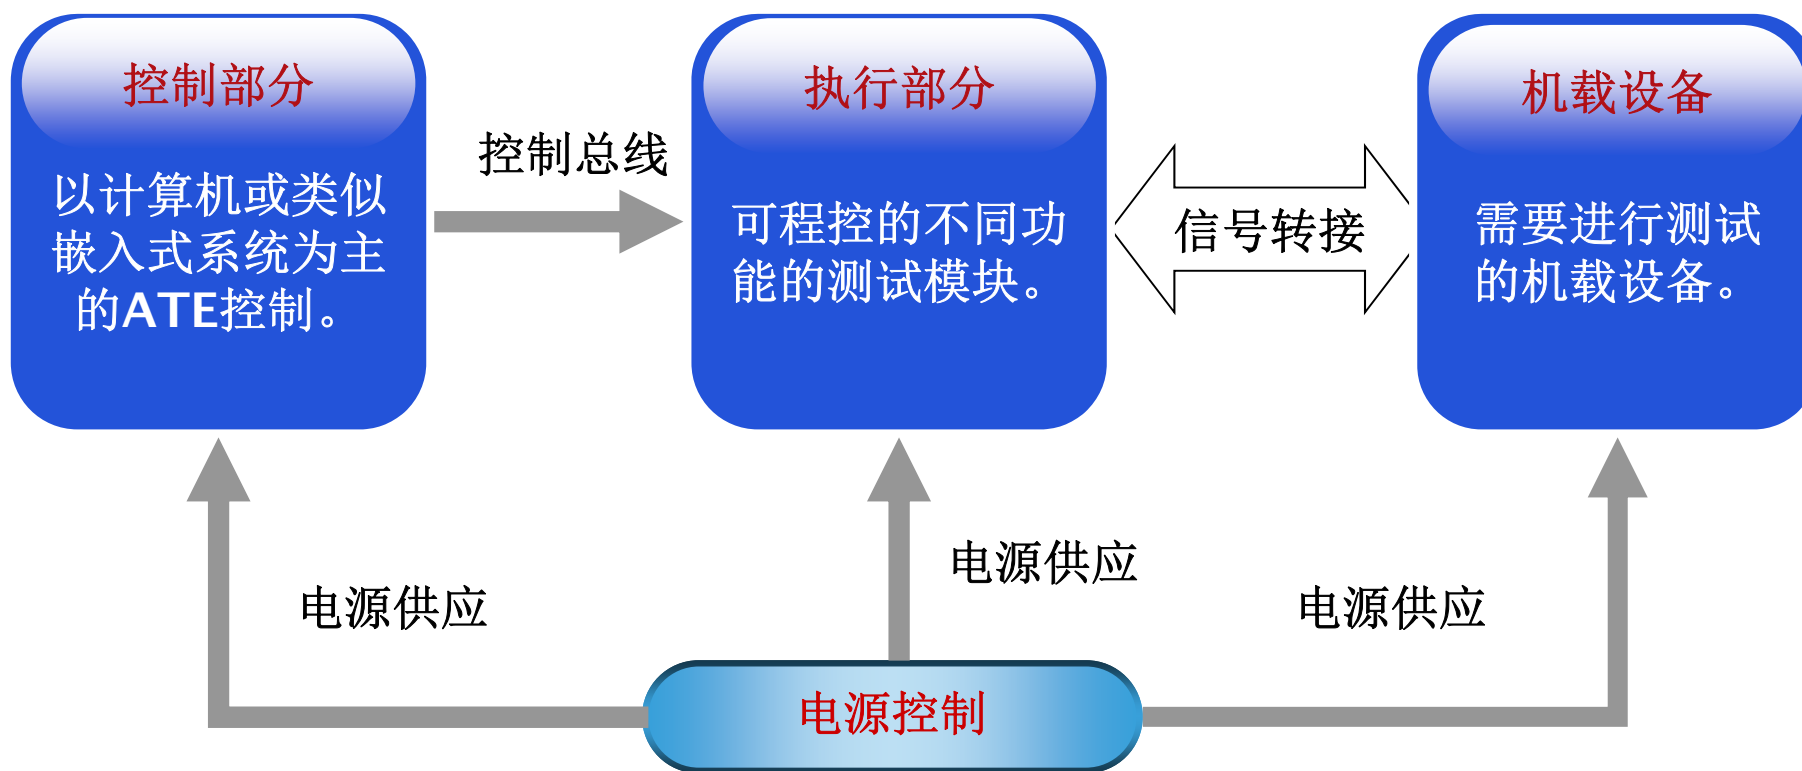 控制部分
以计算机或类似
嵌入式系统为主
的ATE控制。
控制总线
执行部分
可程控的不同功
能的测试模块。
信号转接
机载设备
需要进行测试
的机载设备。
电源供应
电源供应
电源供应
电源控制